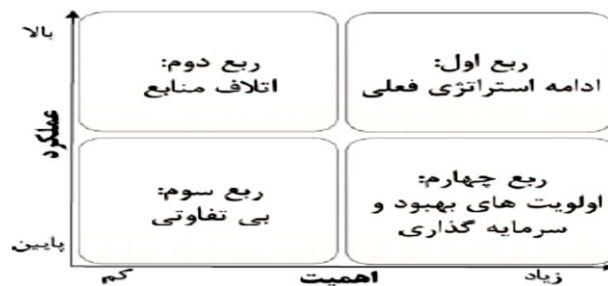 بالا
ربع اول:
ادامه استراتژی فعلی
ربع دوم:
اتلاف منابع
عملکرد
ربع چهارم:
اولویت های بهبود و
سرمایه گذاری
ربع سوم:
بی تفاوتی
پایین
زیاد
اهمیت
کم